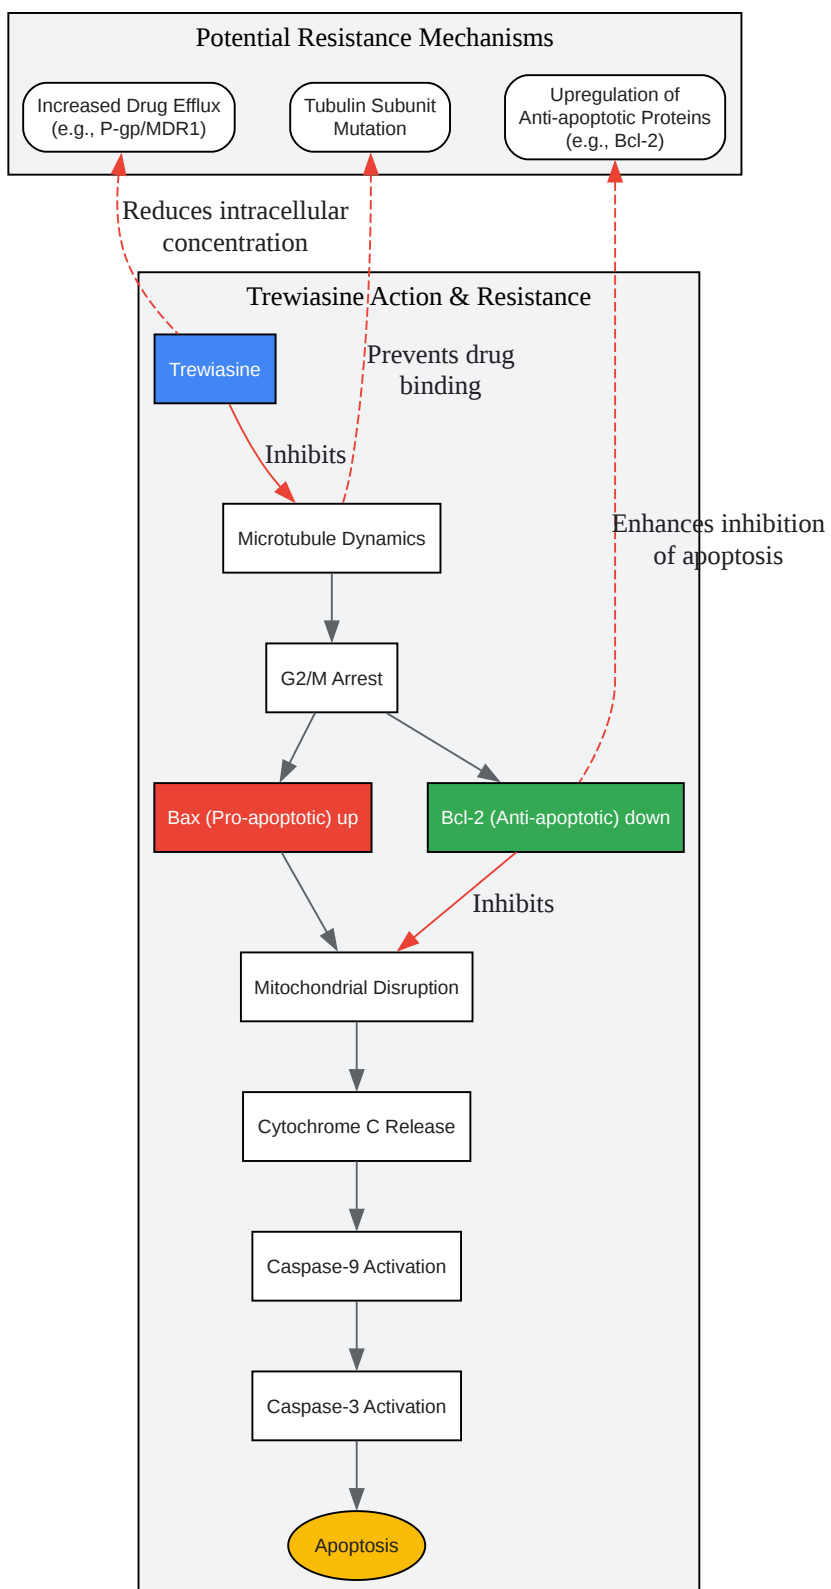 Potential Resistance Mechanisms
Increased Drug Efflux
(e.g., P-gp/MDR1)
Tubulin Subunit
Mutation
Upregulation of
Anti-apoptotic Proteins
(e.g., Bcl-2)
Reduces intracellular
concentration
Trewiasine Action & Resistance
Trewiasine
Prevents drug
binding
Inhibits
Microtubule Dynamics
Enhances inhibition
of apoptosis
G2/M Arrest
Bax (Pro-apoptotic) up
Bcl-2 (Anti-apoptotic) down
Inhibits
Mitochondrial Disruption
Cytochrome C Release
Caspase-9 Activation
Caspase-3 Activation
Apoptosis